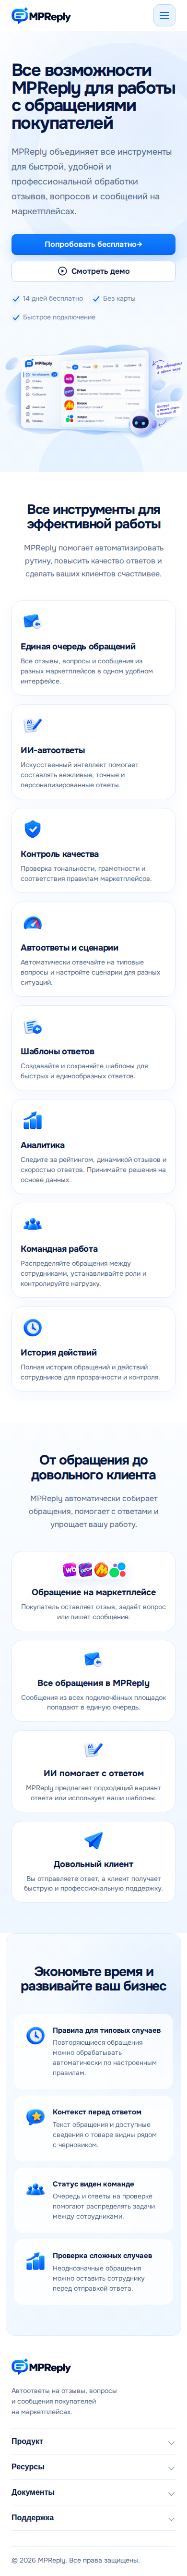 MPReply
Все возможности
MPReply для работы
с обращениями
покупателей
MPReply объединяет все инструменты
для быстрой, удобной и
профессиональной обработки
отзывов, вопросов и сообщений на
маркетплейсах.
Попробовать бесплатно→
Смотреть демо
14 дней бесплатно
Без карты
Быстрое подключение
MPReply
Все инструменты для
эффективной работы
MPReply помогает автоматизировать
рутину, повысить качество ответов и
сделать ваших клиентов счастливее.
Единая очередь обращений
Все отзывы, вопросы и сообщения из
разных маркетплейсов в одном удобном
интерфейсе.
AI
ИИ-автоответы
Искусственный интеллект помогает
составлять вежливые, точные и
персонализированные ответы.
Контроль качества
Проверка тональности, грамотности и
соответствия правилам маркетплейсов.
Автоответы и сценарии
Автоматически отвечайте на типовые
вопросы и настройте сценарии для разных
ситуаций.
Шаблоны ответов
Создавайте и сохраняйте шаблоны для
быстрых и единообразных ответов.
Аналитика
Следите за рейтингом, динамикой отзывов и
скоростью ответов. Принимайте решения на
основе данных.
Командная работа
Распределяйте обращения между
сотрудниками, устанавливайте роли и
контролируйте нагрузку.
История действий
Полная история обращений и действий
сотрудников для прозрачности и контроля.
От обращения до
довольного клиента
MPReply автоматически собирает
обращения, помогает с ответами и
упрощает вашу работу.
Обращение на маркетплейсе
Покупатель оставляет отзыв, задаёт вопрос
или пишет сообщение.
Все обращения в MPReply
Сообщения из всех подключённых площадок
попадают в единую очередь.
AI
ИИ помогает с ответом
MPReply предлагает подходящий вариант
ответа или использует ваши шаблоны.
Довольный клиент
Вы отправляете ответ, а клиент получает
быструю и профессиональную поддержку.
Экономьте время и
развивайте ваш бизнес
Правила для типовых случаев
Повторяющиеся обращения
можно обрабатывать
автоматически по настроенным
правилам.
Контекст перед ответом
Текст обращения и доступные
сведения о товаре видны рядом
с черновиком.
Статус виден команде
Очередь и ответы на проверке
помогают распределять задачи
между сотрудниками.
Проверка сложных случаев
Неоднозначные обращения
можно оставить сотруднику
перед отправкой ответа.
MPReply
Автоответы на отзывы, вопросы
и сообщения покупателей
на маркетплейсах.
Продукт
Ресурсы
Документы
Поддержка
© 2026 MPReply. Все права защищены.